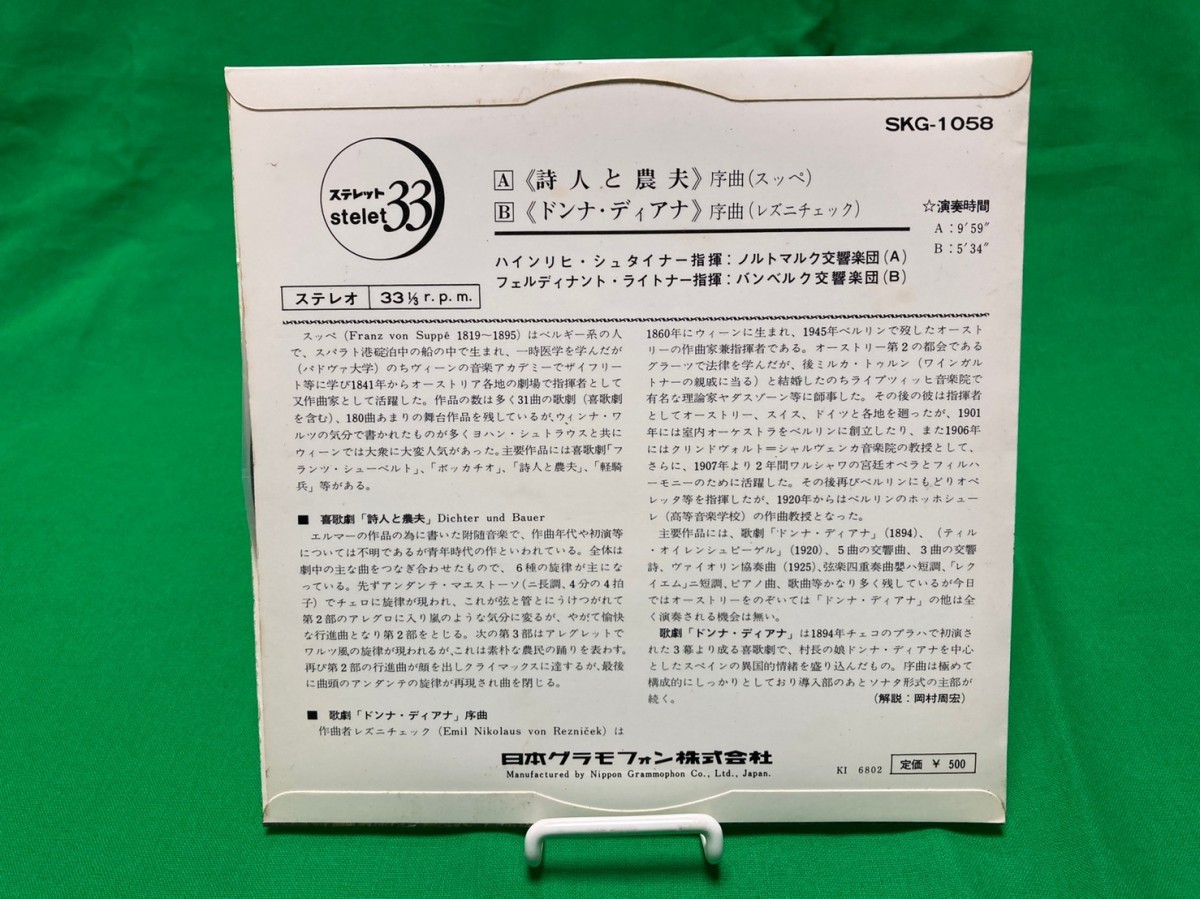 SKG-1058
ステレット
stelet 33
A《詩人と農夫》序曲(スッペ)
B《ドンナ・ディアナ》序曲(レズニチェック)
☆演奏時間
A:9′59″
B:5′34″
ハインリヒ・シュタイナー指揮:ノルトマルク交響楽団(A)
フェルディナント・ライトナー指揮:バンベルク交響楽団(B)
ステレオ 33⅓ r.p.m.
スッペ(Franz von Suppê 1819〜1895)はベルギー系の人
で、スパラト港碇泊中の船の中で生まれ、一時医学を学んだが
(パドヴァ大学)のちヴィーンの音楽アカデミーでザイフリー
ト等に学び1841年からオーストリア各地の劇場で指揮者として
又作曲家として活躍した。作品の数は多く31曲の歌劇(喜歌劇
を含む)、180曲あまりの舞台作品を残しているが、ウィンナ・ワ
ルツの気分で書かれたものが多くヨハン・シュトラウスと共に
ウィーンでは大衆に大変人気があった。主要作品には喜歌劇「フ
ランツ・シューベルト」、「ボッカチオ」、「詩人と農夫」、「軽騎
兵」等がある。
■ 喜歌劇「詩人と農夫」Dichter und Bauer
エルマーの作品の為に書いた附随音楽で、作曲年代や初演等
については不明であるが青年時代の作といわれている。全体は
劇中の主な曲をつなぎ合わせたもので、6種の旋律が主にな
っている。先ずアンダンテ・マエストーソ(ニ長調、4分の4拍
子)でチェロに旋律が現われ、これが弦と管とにうけつがれて
第2部のアレグロに入り嵐のような気分に変るが、やがて愉快
な行進曲となり第2部をとじる。次の第3部はアレグレットで
ワルツ風の旋律が現われるが、これは素朴な農民の踊りを表わす。
再び第2部の行進曲が顔を出しクライマックスに達するが、最後
に曲頭のアンダンテの旋律が再現され曲を閉じる。
■ 歌劇「ドンナ・ディアナ」序曲
作曲者レズニチェック(Emil Nikolaus von Rezniček)は
1860年にウィーンに生まれ、1945年ベルリンで歿したオースト
リーの作曲家兼指揮者である。オーストリー第2の都会である
グラーツで法律を学んだが、後ミルカ・トゥルン(ワインガル
トナーの親戚に当る)と結婚したのちライプツィッヒ音楽院で
有名な理論家ヤダスゾーン等に師事した。その後の彼は指揮者
としてオーストリー、スイス、ドイツと各地を廻ったが、1901
年には室内オーケストラをベルリンに創立したり、また1906年
にはクリンドヴォルト=シャルヴェンカ音楽院の教授として、
さらに、1907年より2年間ワルシャワの宮廷オペラとフィルハ
ーモニーのために活躍した。その後再びベルリンにもどりオペ
レッタ等を指揮したが、1920年からはベルリンのホッホシュー
レ(高等音楽学校)の作曲教授となった。
主要作品には、歌劇「ドンナ・ディアナ」(1894)、(ティル
・オイレンシュピーゲル」(1920)、5曲の交響曲、3曲の交響
詩、ヴァイオリン協奏曲(1925)、弦楽四重奏曲嬰ハ短調、「レク
イエム」ニ短調、ピアノ曲、歌曲等かなり多く残しているが今日
ではオーストリーをのぞいては「ドンナ・ディアナ」の他は全
く演奏される機会は無い。
歌劇「ドンナ・ディアナ」は1894年チェコのプラハで初演さ
れた3幕より成る喜歌劇で、村長の娘ドンナ・ディアナを中心
としたスペインの異国的情緒を盛り込んだもの。序曲は極めて
構成的にしっかりとしており導入部のあとソナタ形式の主部が
続く。 (解説:岡村周宏)
日本グラモフォン株式会社
Manufactured by Nippon Grammophon Co., Ltd., Japan.
KI 6802
定価 ¥ 500